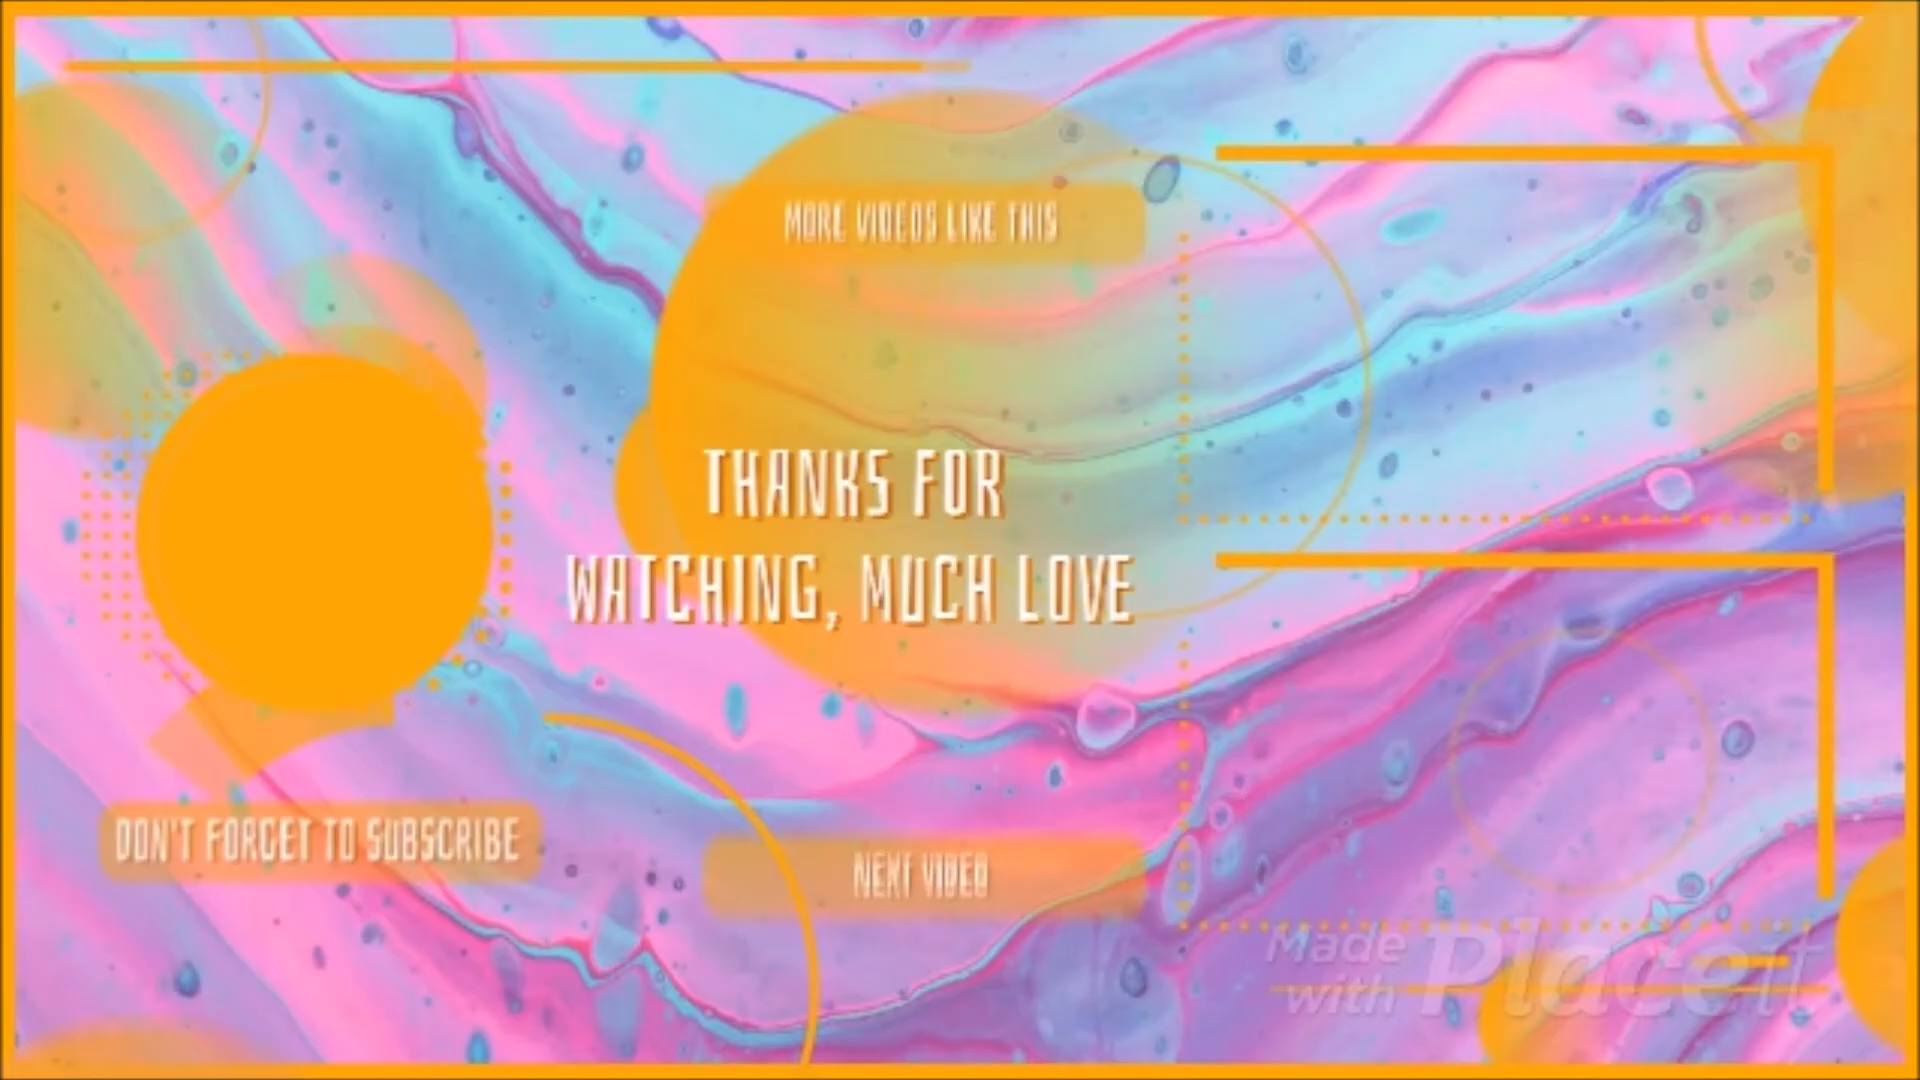 MORE VIDEOS LIKE THIS
THANKS FOR
WATCHING, MUCH LOVE
DON'T FORGET TO SUBSCRIBE
NEXT VIDEO
Made
with Placeit